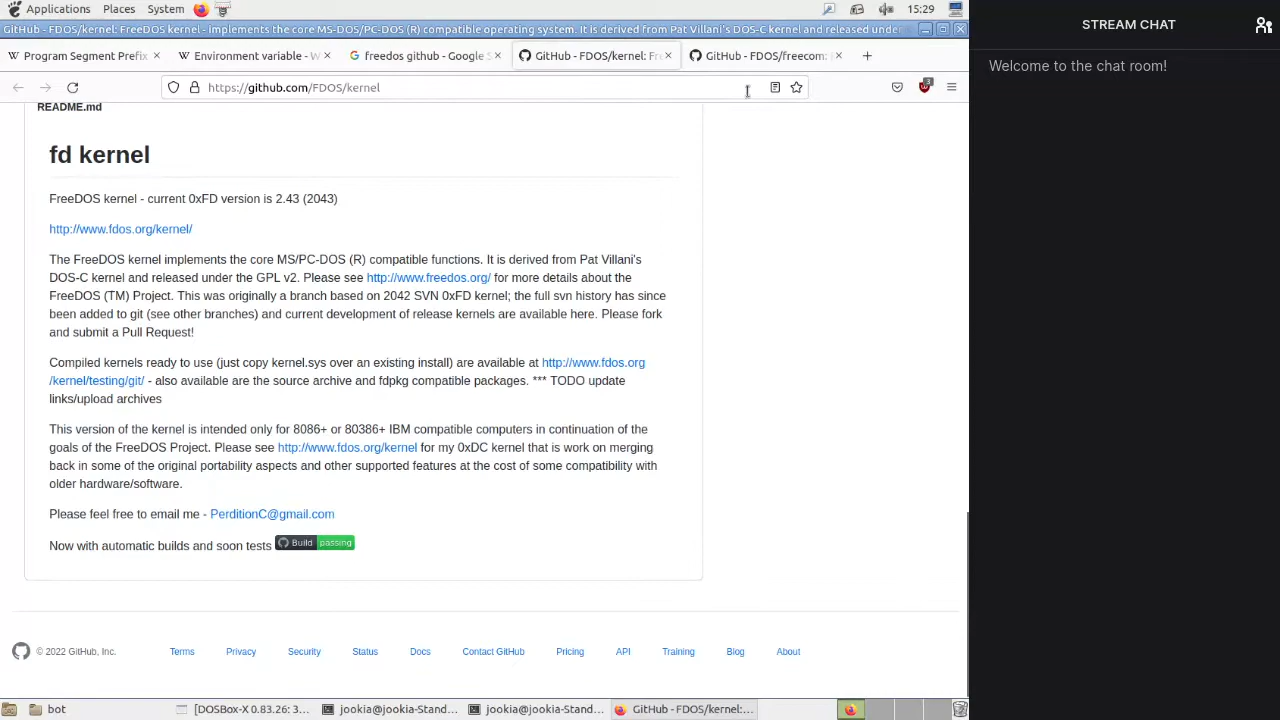 Applications Places System 15:29
GitHub - FDOS/kernel: FreeDOS kernel - implements the core MS-DOS/PC-DOS (R) compatible operating system. It is derived from Pat Villani's DOS-C kernel and released under
Program Segment Prefix × Environment variable - W × freedos github - Google S × GitHub - FDOS/kernel: Fre × GitHub - FDOS/freecom: F × +
https://github.com/FDOS/kernel 3
README.md
fd kernel
FreeDOS kernel - current 0xFD version is 2.43 (2043)
http://www.fdos.org/kernel/
The FreeDOS kernel implements the core MS/PC-DOS (R) compatible functions. It is derived from Pat Villani's
DOS-C kernel and released under the GPL v2. Please see http://www.freedos.org/ for more details about the
FreeDOS (TM) Project. This was originally a branch based on 2042 SVN 0xFD kernel; the full svn history has since
been added to git (see other branches) and current development of release kernels are available here. Please fork
and submit a Pull Request!
Compiled kernels ready to use (just copy kernel.sys over an existing install) are available at http://www.fdos.org
/kernel/testing/git/ - also available are the source archive and fdpkg compatible packages. *** TODO update
links/upload archives
This version of the kernel is intended only for 8086+ or 80386+ IBM compatible computers in continuation of the
goals of the FreeDOS Project. Please see http://www.fdos.org/kernel for my 0xDC kernel that is work on merging
back in some of the original portability aspects and other supported features at the cost of some compatibility with
older hardware/software.
Please feel free to email me - PerditionC@gmail.com
Now with automatic builds and soon tests Build passing
© 2022 GitHub, Inc. Terms Privacy Security Status Docs Contact GitHub Pricing API Training Blog About
bot [DOSBox-X 0.83.26: 3... jookia@jookia-Stand... jookia@jookia-Stand... GitHub - FDOS/kernel:...
STREAM CHAT
Welcome to the chat room!